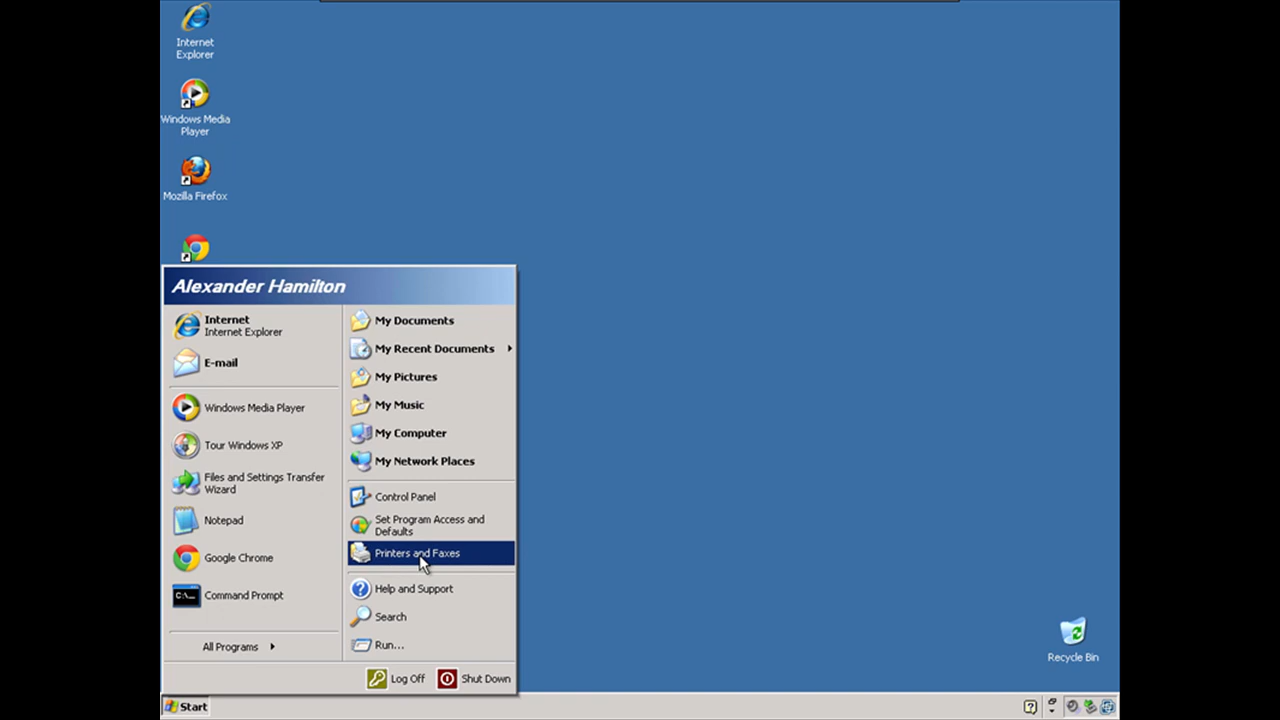 Internet
Explorer
Windows Media
Player
Mozilla Firefox
Alexander Hamilton
Internet
Internet Explorer
E-mail
Windows Media Player
Tour Windows XP
Files and Settings Transfer
Wizard
Notepad
Google Chrome
C:\...
Command Prompt
All Programs
My Documents
My Recent Documents
My Pictures
My Music
My Computer
My Network Places
Control Panel
Set Program Access and
Defaults
Printers and Faxes
Help and Support
Search
Run...
Log Off
Shut Down
Recycle Bin
Start